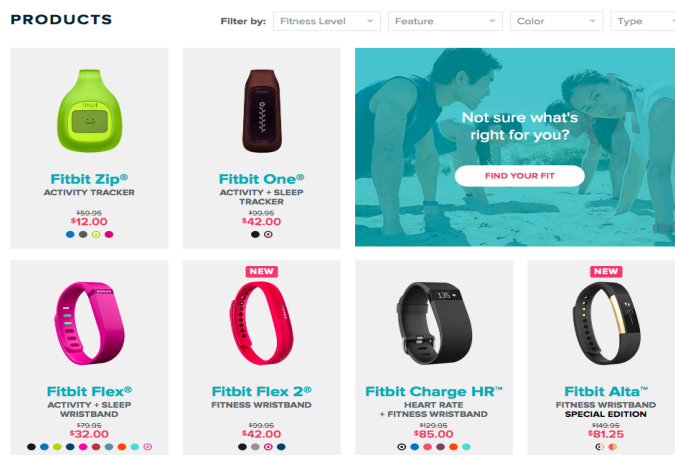 PRODUCTS
Filter by: Fitness Level Feature Color Type
Not sure what's
right for you?
FIND YOUR FIT
Fitbit Zip®
ACTIVITY TRACKER
$59.95
$12.00
Fitbit One®
ACTIVITY + SLEEP
TRACKER
$99.95
$42.00
Fitbit Flex®
ACTIVITY + SLEEP
WRISTBAND
$79.95
$32.00
NEW
Fitbit Flex 2®
FITNESS WRISTBAND
$99.95
$42.00
135
Fitbit Charge HR™
HEART RATE
+ FITNESS WRISTBAND
$129.95
$85.00
NEW
Fitbit Alta™
FITNESS WRISTBAND
SPECIAL EDITION
$149.95
$81.25